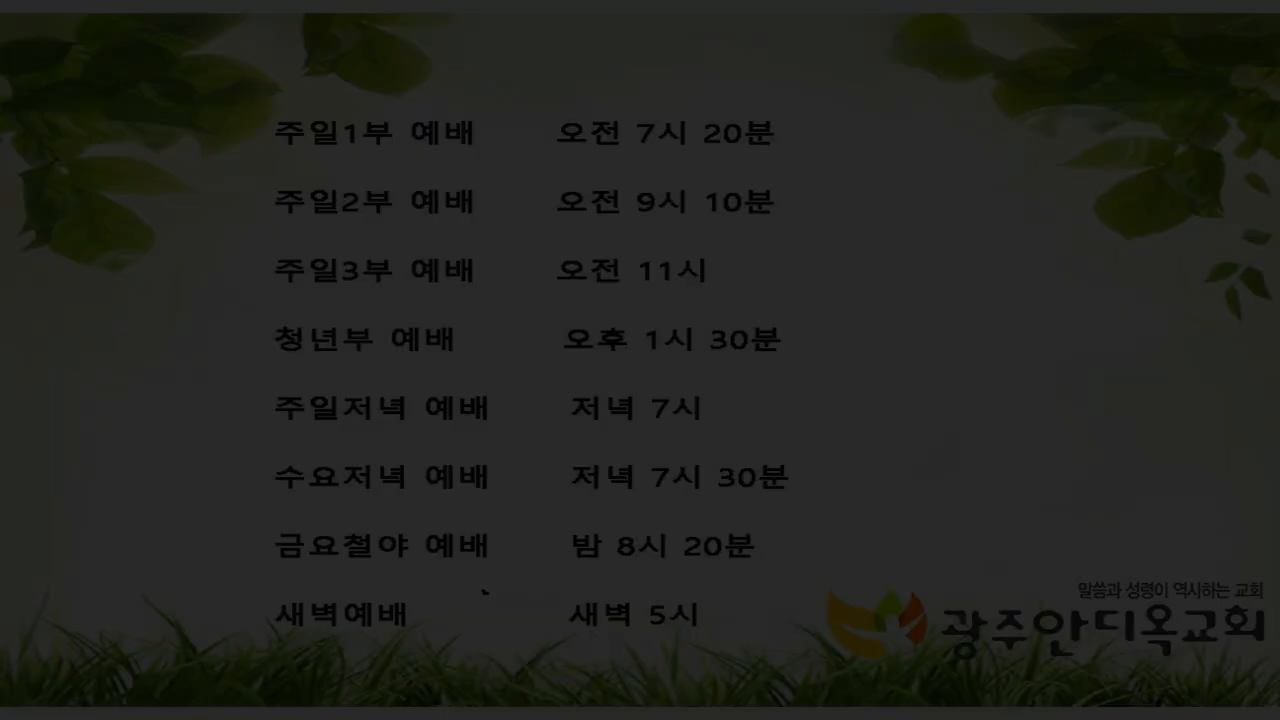 주일1부 예배 오전 7시 20분
주일2부 예배 오전 9시 10분
주일3부 예배 오전 11시
청년부 예배 오후 1시 30분
주일저녁 예배 저녁 7시
수요저녁 예배 저녁 7시 30분
금요철야 예배 밤 8시 20분
새벽예배 새벽 5시
말씀과 성령이 역사하는 교회
광주안디옥교회